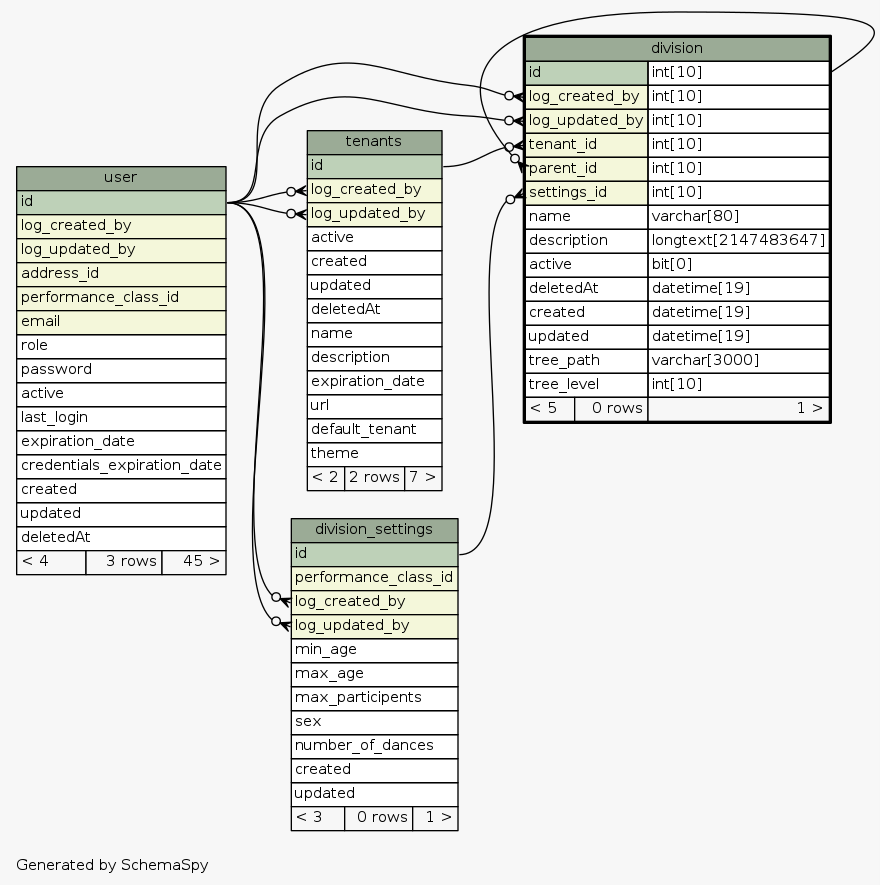 division
id int[10]
log_created_by int[10]
log_updated_by int[10]
tenant_id int[10]
parent_id int[10]
settings_id int[10]
name varchar[80]
description longtext[2147483647]
active bit[0]
deletedAt datetime[19]
created datetime[19]
updated datetime[19]
tree_path varchar[3000]
tree_level int[10]
< 5 0 rows 1 >
tenants
id
log_created_by
log_updated_by
active
created
updated
deletedAt
name
description
expiration_date
url
default_tenant
theme
< 2 2 rows 7 >
user
id
log_created_by
log_updated_by
address_id
performance_class_id
email
role
password
active
last_login
expiration_date
credentials_expiration_date
created
updated
deletedAt
< 4 3 rows 45 >
division_settings
id
performance_class_id
log_created_by
log_updated_by
min_age
max_age
max_participants
sex
number_of_dances
created
updated
< 3 0 rows 1 >
Generated by SchemaSpy